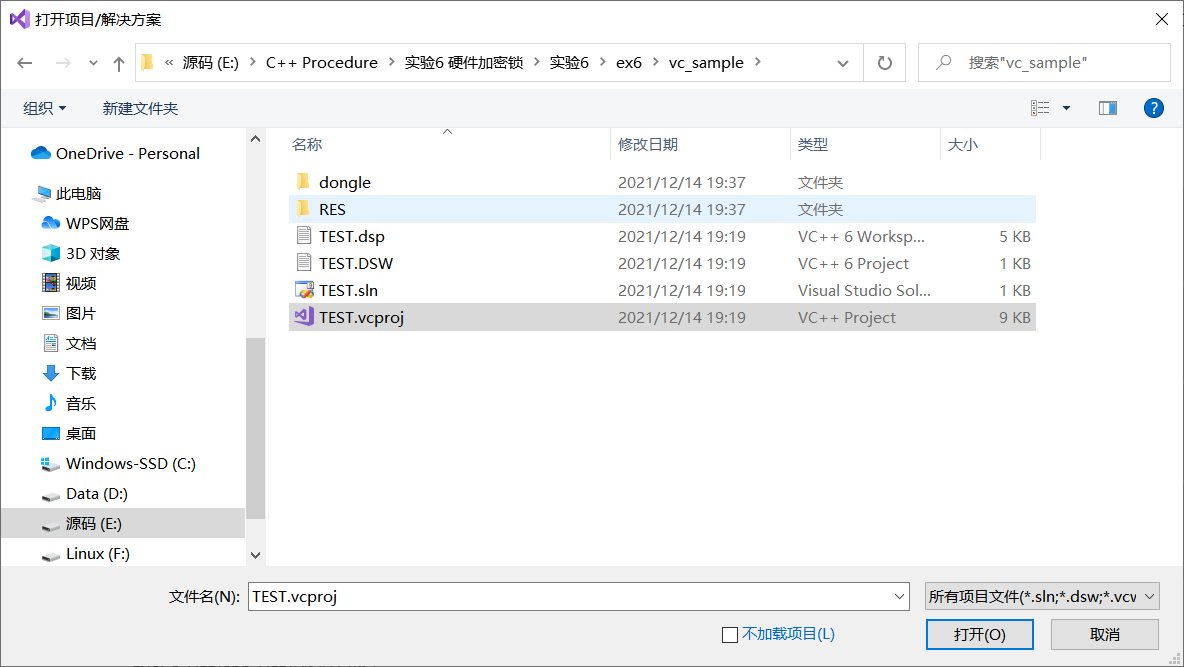 打开项目/解决方案
« 源码 (E:) › C++ Procedure › 实验6 硬件加密锁 › 实验6 › ex6 › vc_sample ›
搜索"vc_sample"
组织
新建文件夹
名称 修改日期 类型 大小
dongle 2021/12/14 19:37 文件夹
RES 2021/12/14 19:37 文件夹
TEST.dsp 2021/12/14 19:19 VC++ 6 Worksp... 5 KB
TEST.DSW 2021/12/14 19:19 VC++ 6 Project 1 KB
TEST.sln 2021/12/14 19:19 Visual Studio Sol... 1 KB
TEST.vcproj 2021/12/14 19:19 VC++ Project 9 KB
OneDrive - Personal
此电脑
WPS网盘
3D 对象
视频
图片
文档
下载
音乐
桌面
Windows-SSD (C:)
Data (D:)
源码 (E:)
Linux (F:)
文件名(N): TEST.vcproj
所有项目文件(*.sln;*.dsw;*.vcw
不加载项目(L)
打开(O)
取消